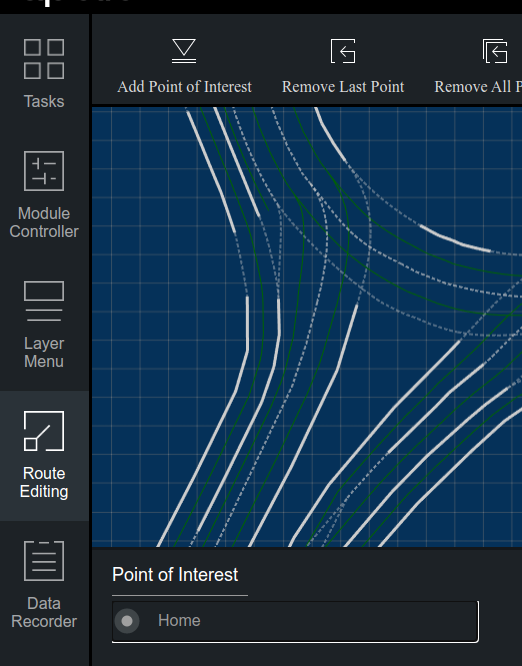 Add Point of Interest
Remove Last Point
Remove All P
Tasks
Module
Controller
Layer
Menu
Route
Editing
Data
Recorder
Point of Interest
Home